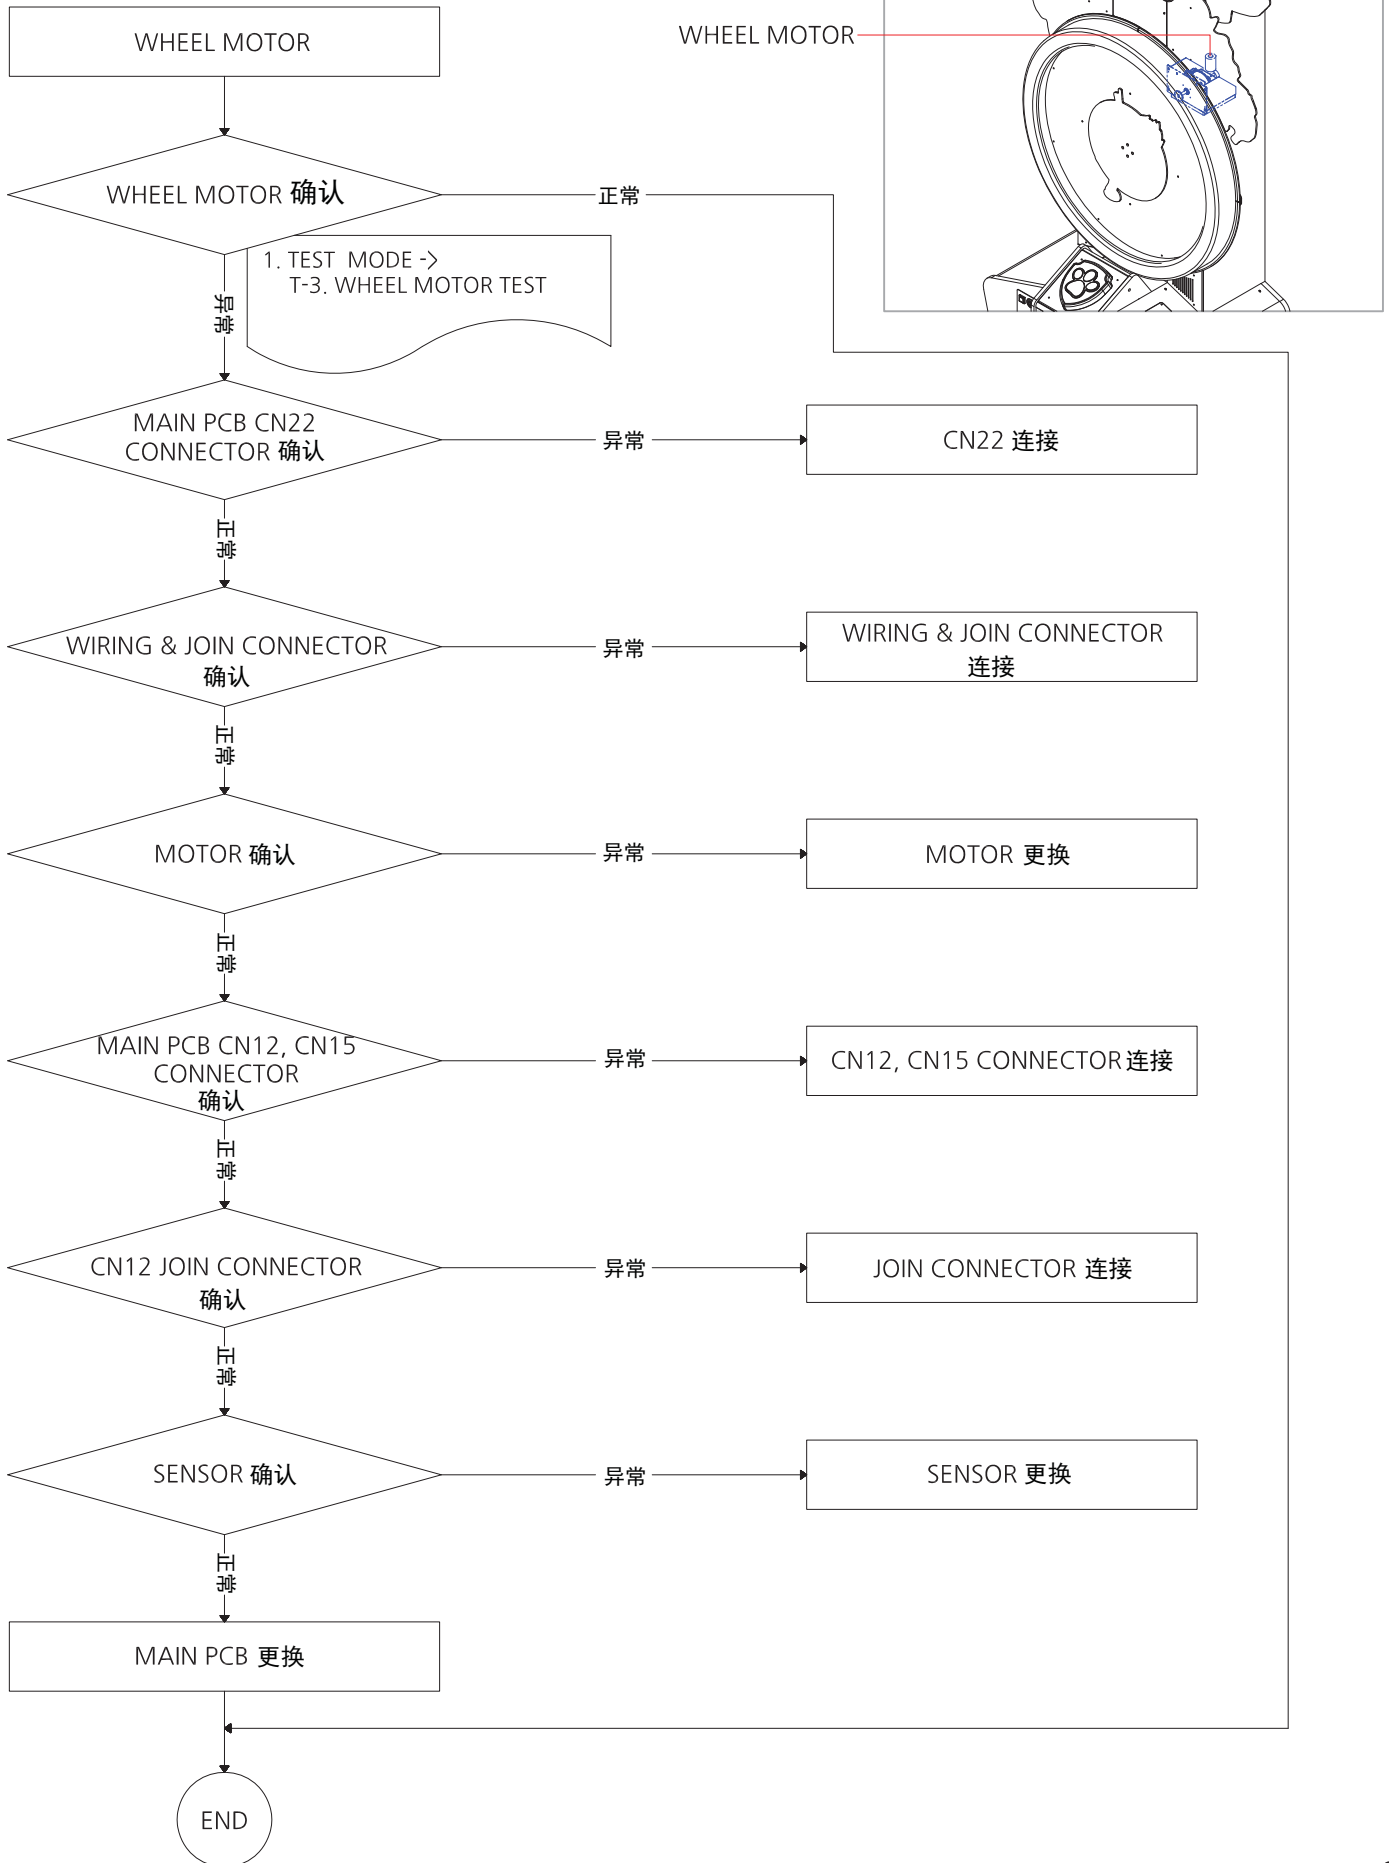 WHEEL MOTOR
WHEEL MOTOR
WHEEL MOTOR 确认
正常
1. TEST MODE ->
T-3. WHEEL MOTOR TEST
异常
MAIN PCB CN22
CONNECTOR 确认
异常
CN22 连接
正常
WIRING & JOIN CONNECTOR
确认
异常
WIRING & JOIN CONNECTOR
连接
正常
MOTOR 确认
异常
MOTOR 更换
正常
MAIN PCB CN12, CN15
CONNECTOR
确认
异常
CN12, CN15 CONNECTOR 连接
正常
CN12 JOIN CONNECTOR
确认
异常
JOIN CONNECTOR 连接
正常
SENSOR 确认
异常
SENSOR 更换
正常
MAIN PCB 更换
END